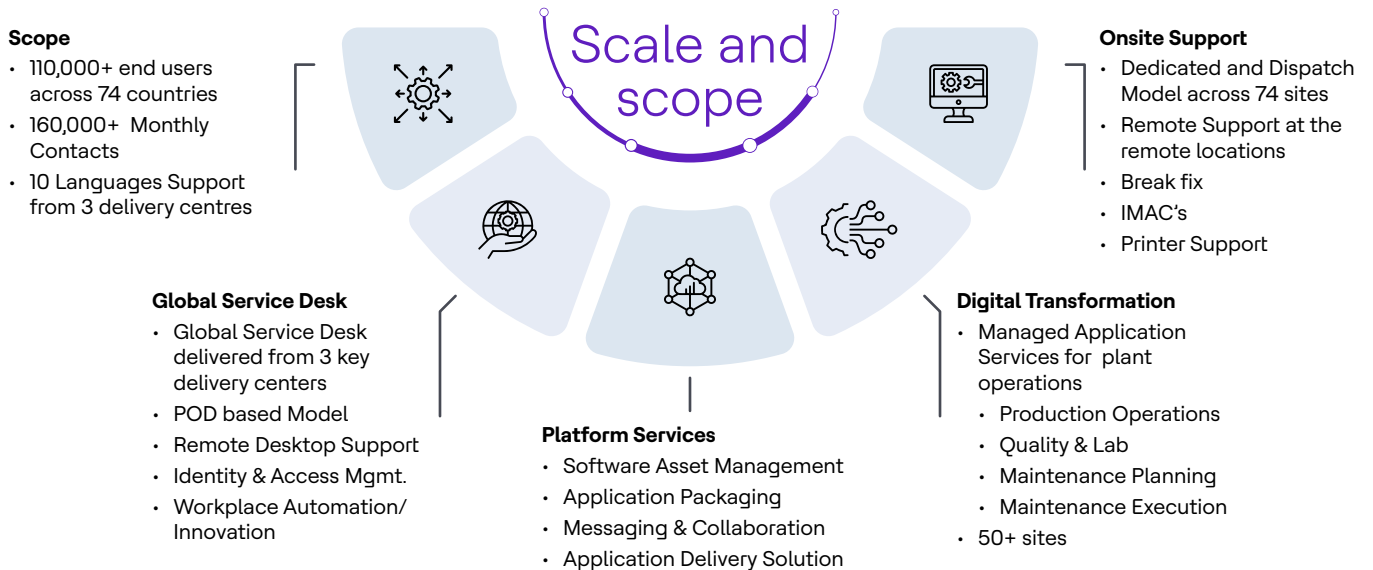 Scale and
scope
Scope
• 110,000+ end users
across 74 countries
• 160,000+ Monthly
Contacts
• 10 Languages Support
from 3 delivery centres
Global Service Desk
• Global Service Desk
delivered from 3 key
delivery centers
• POD based Model
• Remote Desktop Support
• Identity & Access Mgmt.
• Workplace Automation/
Innovation
Platform Services
• Software Asset Management
• Application Packaging
• Messaging & Collaboration
• Application Delivery Solution
Digital Transformation
• Managed Application
Services for plant
operations
• Production Operations
• Quality & Lab
• Maintenance Planning
• Maintenance Execution
• 50+ sites
Onsite Support
• Dedicated and Dispatch
Model across 74 sites
• Remote Support at the
remote locations
• Break fix
• IMAC's
• Printer Support